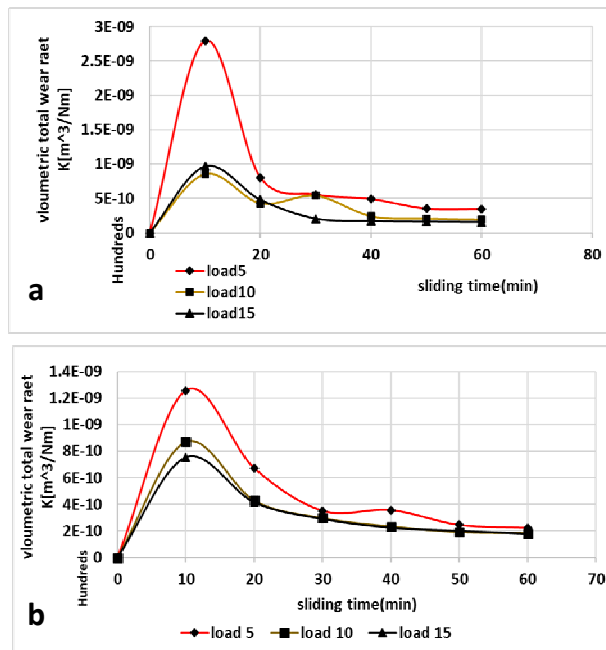 3E-09
2.5E-09
2E-09
1.5E-09
1E-09
5E-10
0
vloumetric total wear raet
K[m^3/Nm]
Hundreds
0 20 40 60 80
sliding time(min)
load5
load10
load15
a
1.4E-09
1.2E-09
1E-09
8E-10
6E-10
4E-10
2E-10
0
vloumetric total wear raet
K[m^3/Nm]
Hundreds
0 10 20 30 40 50 60 70
sliding time(min)
b
load 5 load 10 load 15